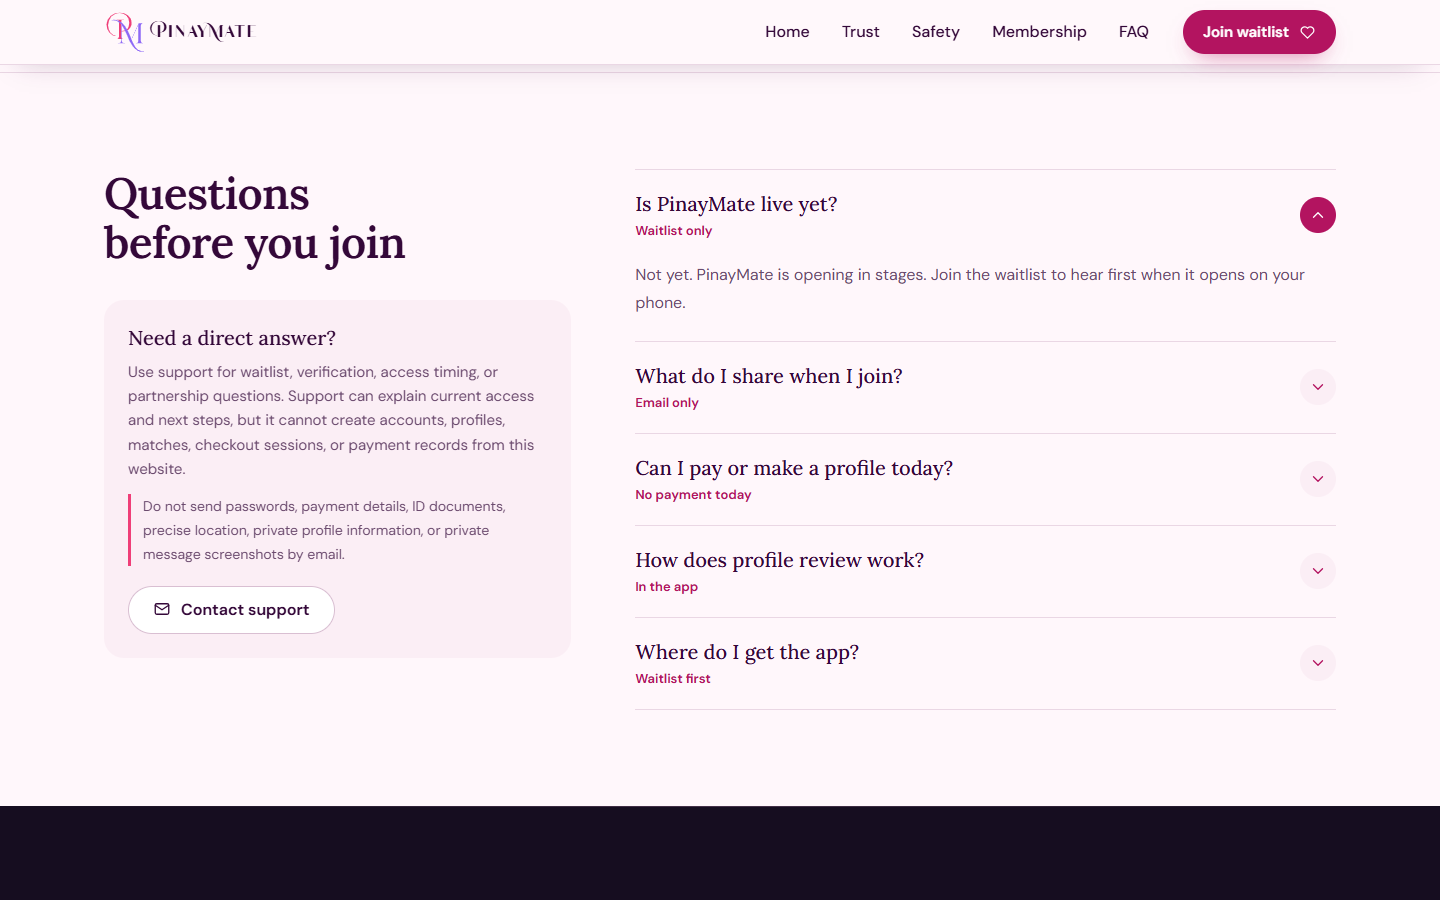 PM PINAYMATE
Home Trust Safety Membership FAQ Join waitlist
Questions
before you join
Need a direct answer?
Use support for waitlist, verification, access timing, or
partnership questions. Support can explain current access
and next steps, but it cannot create accounts, profiles,
matches, checkout sessions, or payment records from this
website.
Do not send passwords, payment details, ID documents,
precise location, private profile information, or private
message screenshots by email.
Contact support
Is PinayMate live yet?
Waitlist only
Not yet. PinayMate is opening in stages. Join the waitlist to hear first when it opens on your
phone.
What do I share when I join?
Email only
Can I pay or make a profile today?
No payment today
How does profile review work?
In the app
Where do I get the app?
Waitlist first